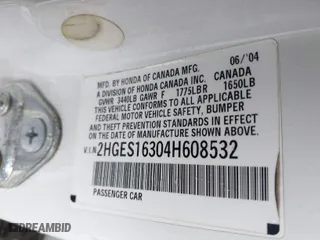 MFD. BY HONDA OF CANADA MFG. 06/'04
A DIVISION OF HONDA CANADA INC. CANADA
GVWR 3440LB GAWR F 1775LB R 1650LB
THIS VEHICLE CONFORMS TO ALL APPLICABLE
FEDERAL MOTOR VEHICLE SAFETY, BUMPER
AND THEFT PREVENTION STANDARDS IN EFFECT
ON THE DATE OF MANUFACTURE SHOWN ABOVE.
V.I.N 2HGES16304H608532
PASSENGER CAR
DREAMBID